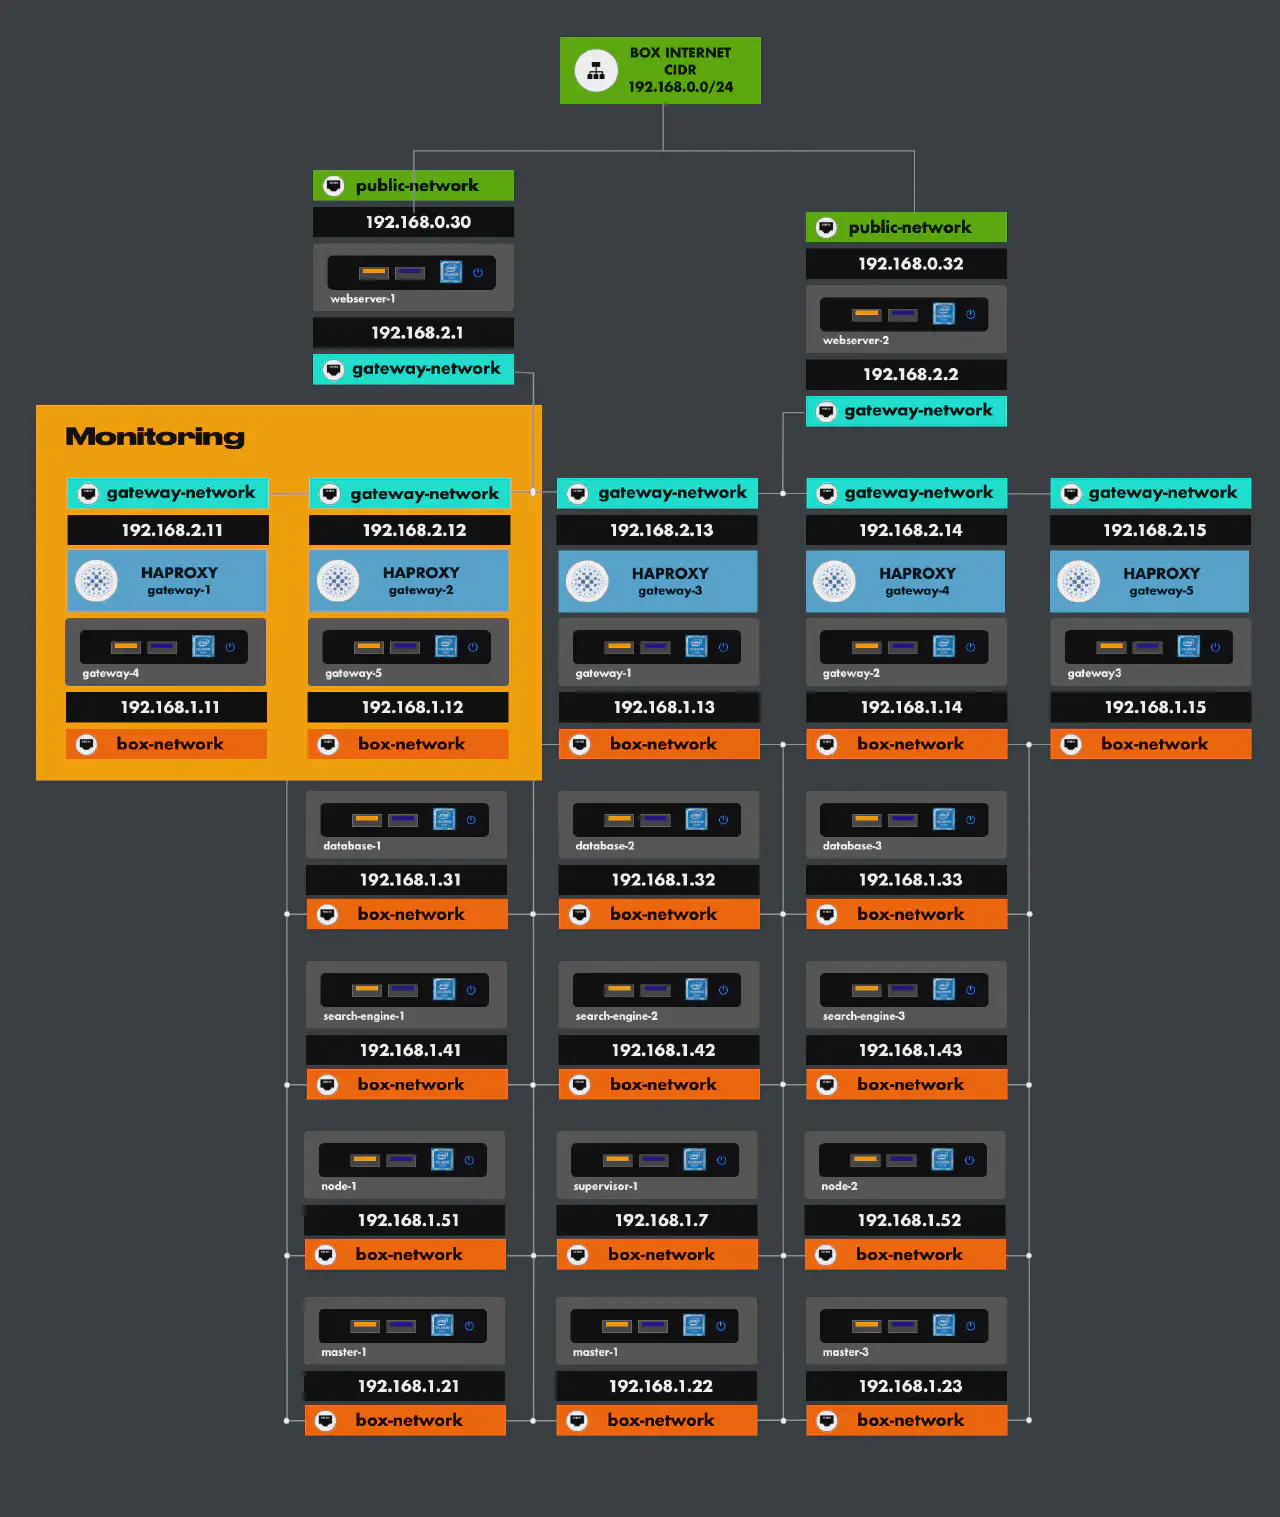 BOX INTERNET
CIDR
192.168.0.0/24
public-network
192.168.0.30
webserver-1
192.168.2.1
gateway-network
public-network
192.168.0.32
webserver-2
192.168.2.2
gateway-network
Monitoring
gateway-network
192.168.2.11
HAPROXY
gateway-1
gateway-4
192.168.1.11
box-network
gateway-network
192.168.2.12
HAPROXY
gateway-2
gateway-5
192.168.1.12
box-network
gateway-network
192.168.2.13
HAPROXY
gateway-3
gateway-1
192.168.1.13
box-network
gateway-network
192.168.2.14
HAPROXY
gateway-4
gateway-2
192.168.1.14
box-network
gateway-network
192.168.2.15
HAPROXY
gateway-5
gateway3
192.168.1.15
box-network
database-1
192.168.1.31
box-network
database-2
192.168.1.32
box-network
database-3
192.168.1.33
box-network
search-engine-1
192.168.1.41
box-network
search-engine-2
192.168.1.42
box-network
search-engine-3
192.168.1.43
box-network
node-1
192.168.1.51
box-network
supervisor-1
192.168.1.7
box-network
node-2
192.168.1.52
box-network
master-1
192.168.1.21
box-network
master-1
192.168.1.22
box-network
master-3
192.168.1.23
box-network